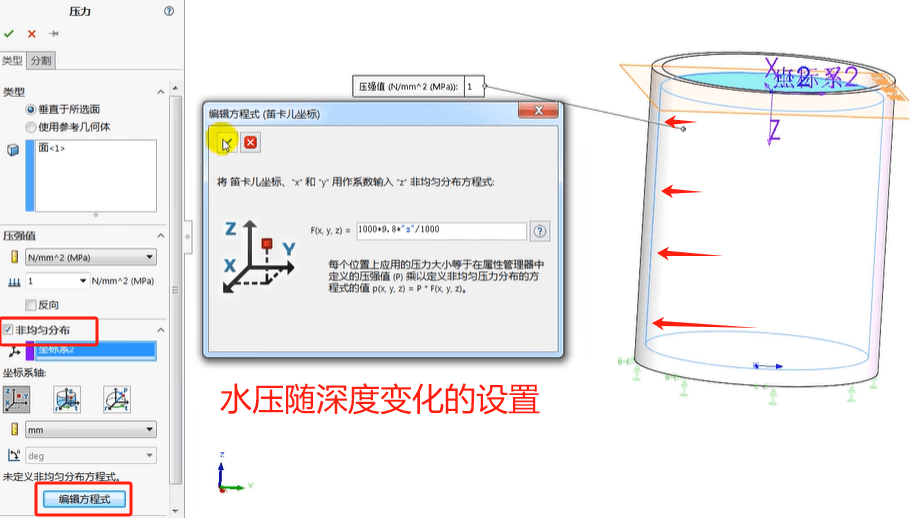 压力
类型
分割
类型
垂直于所选面
使用参考几何体
面<1>
压强值
N/mm^2 (MPa)
1
N/mm^2 (MPa)
反向
非均匀分布
坐标系2
坐标系轴:
mm
deg
未定义非均匀分布方程式。
编辑方程式
压强值 (N/mm^2 (MPa)): 1
编辑方程式 (笛卡儿坐标)
将 笛卡儿坐标、"x" 和 "y" 用作系数输入 "z" 非均匀分布方程式:
F(x, y, z) = 1000*9.8*"z"/1000
Z
Y
X
每个位置上应用的压力大小等于在属性管理器中
定义的压强值 (P) 乘以定义非均匀压力分布的方
程式的值 p(x, y, z) = P * F(x, y, z)。
水压随深度变化的设置
X
坐标系2
Z
Z
Y